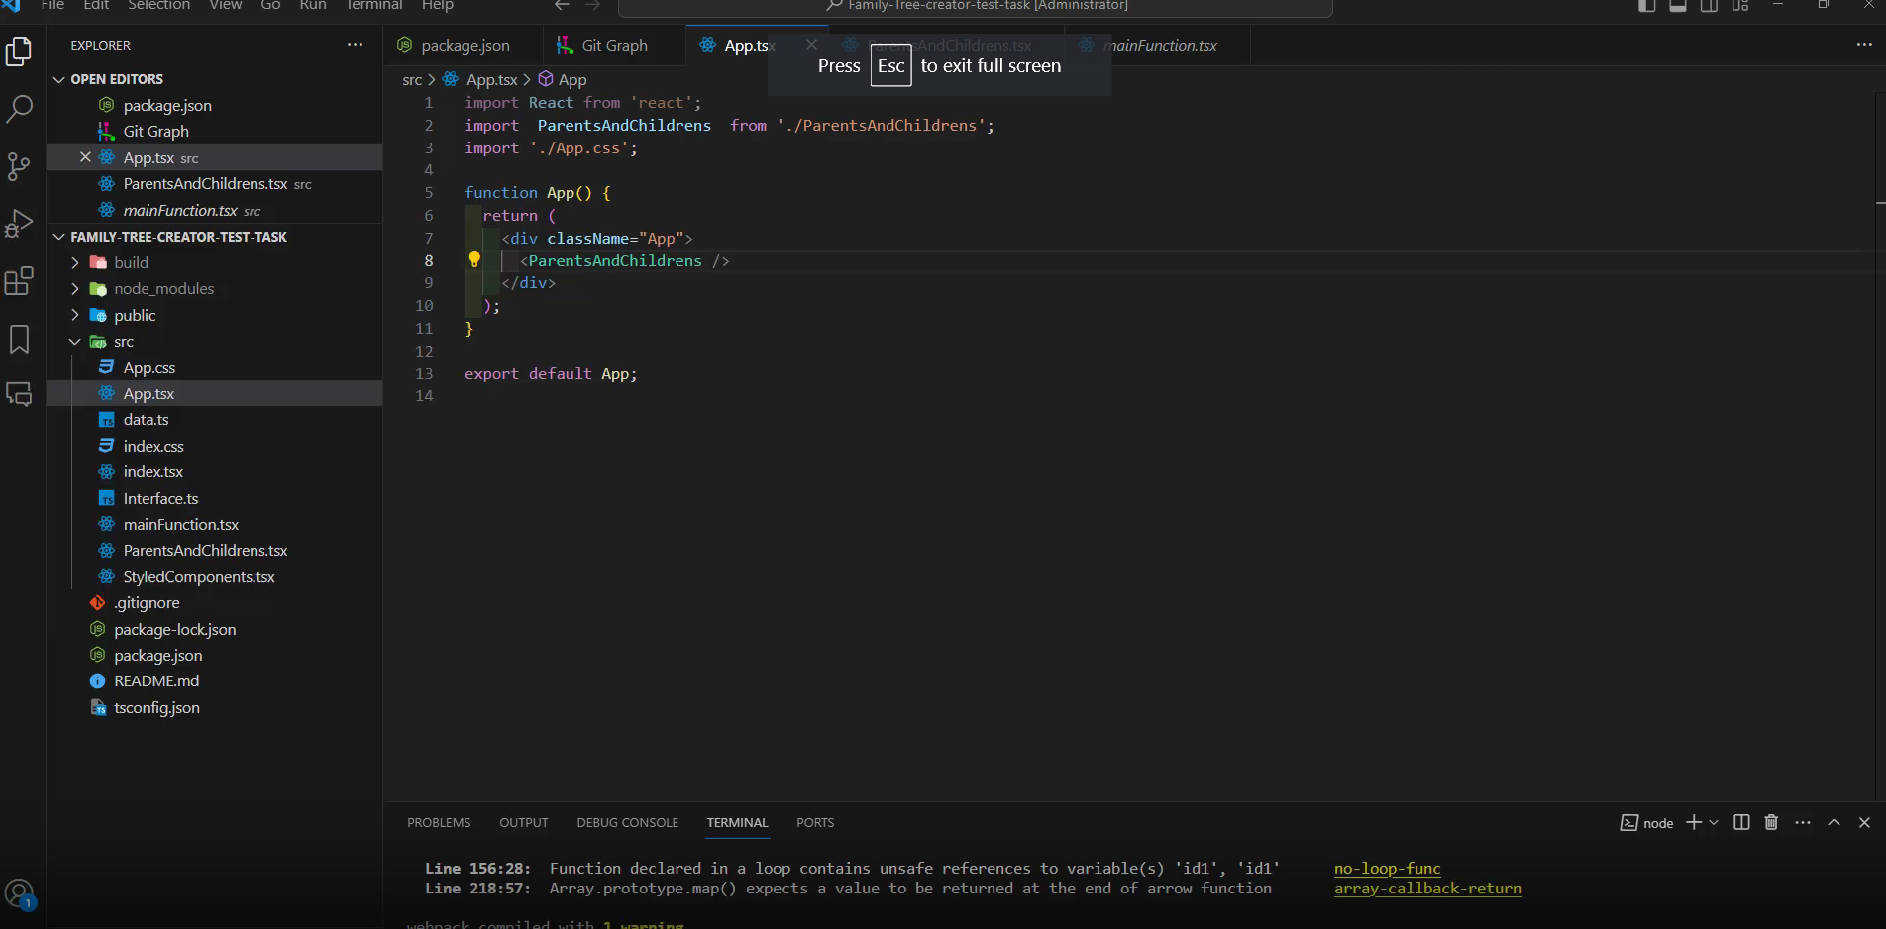 File Edit Selection View Go Run Terminal Help
Family-Tree-creator-test-task [Administrator]
EXPLORER
OPEN EDITORS
package.json
Git Graph
App.tsx src
ParentsAndChildrens.tsx src
mainFunction.tsx src
FAMILY-TREE-CREATOR-TEST-TASK
build
node_modules
public
src
App.css
App.tsx
data.ts
index.css
index.tsx
Interface.ts
mainFunction.tsx
ParentsAndChildrens.tsx
StyledComponents.tsx
.gitignore
package-lock.json
package.json
README.md
tsconfig.json
1
package.json
Git Graph
App.tsx
ParentsAndChildrens.tsx
mainFunction.tsx
Press Esc to exit full screen
src > App.tsx > App
1 import React from 'react';
2 import  ParentsAndChildrens  from './ParentsAndChildrens';
3 import './App.css';
4
5 function App() {
6   return (
7     <div className="App">
8       <ParentsAndChildrens />
9     </div>
10   );
11 }
12
13 export default App;
14
PROBLEMS OUTPUT DEBUG CONSOLE TERMINAL PORTS
node
Line 156:28:  Function declared in a loop contains unsafe references to variable(s) 'id1', 'id1'  no-loop-func
Line 218:57:  Array.prototype.map() expects a value to be returned at the end of arrow function  array-callback-return
webpack compiled with 1 warning